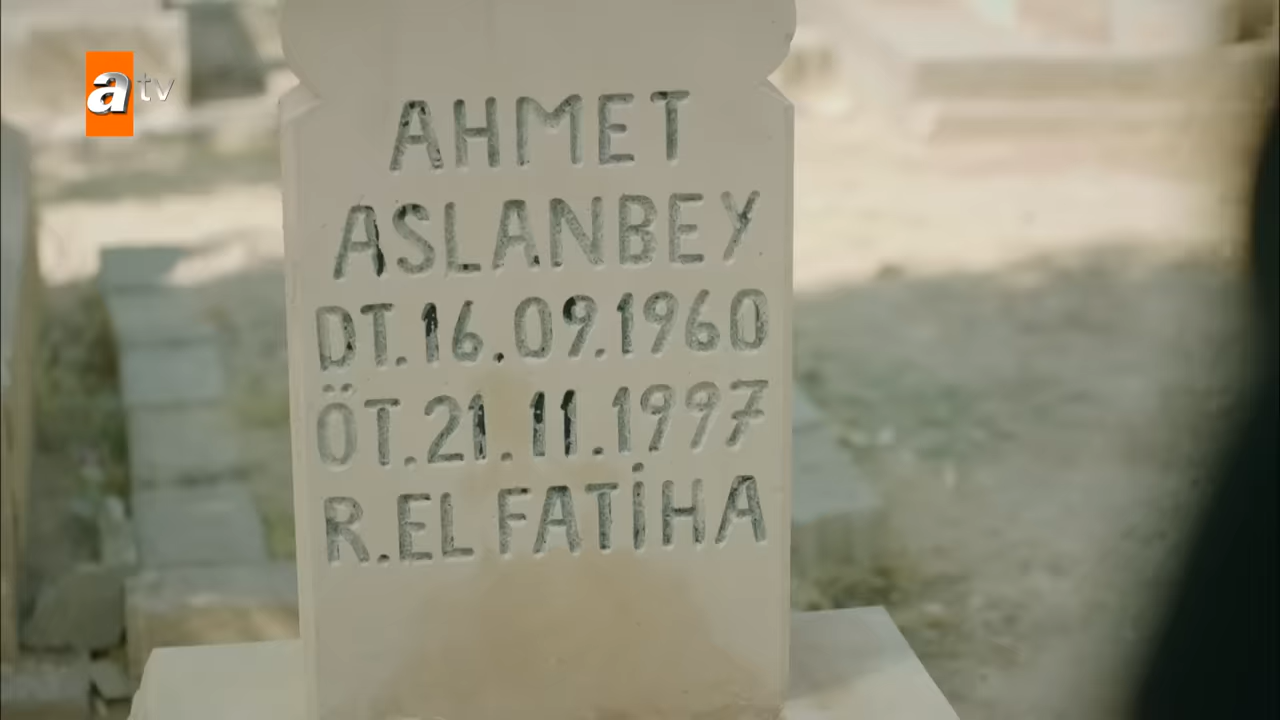 atv
AHMET
ASLANBEY
DT.16.09.1960
ÖT.21.11.1997
R.EL FATİHA